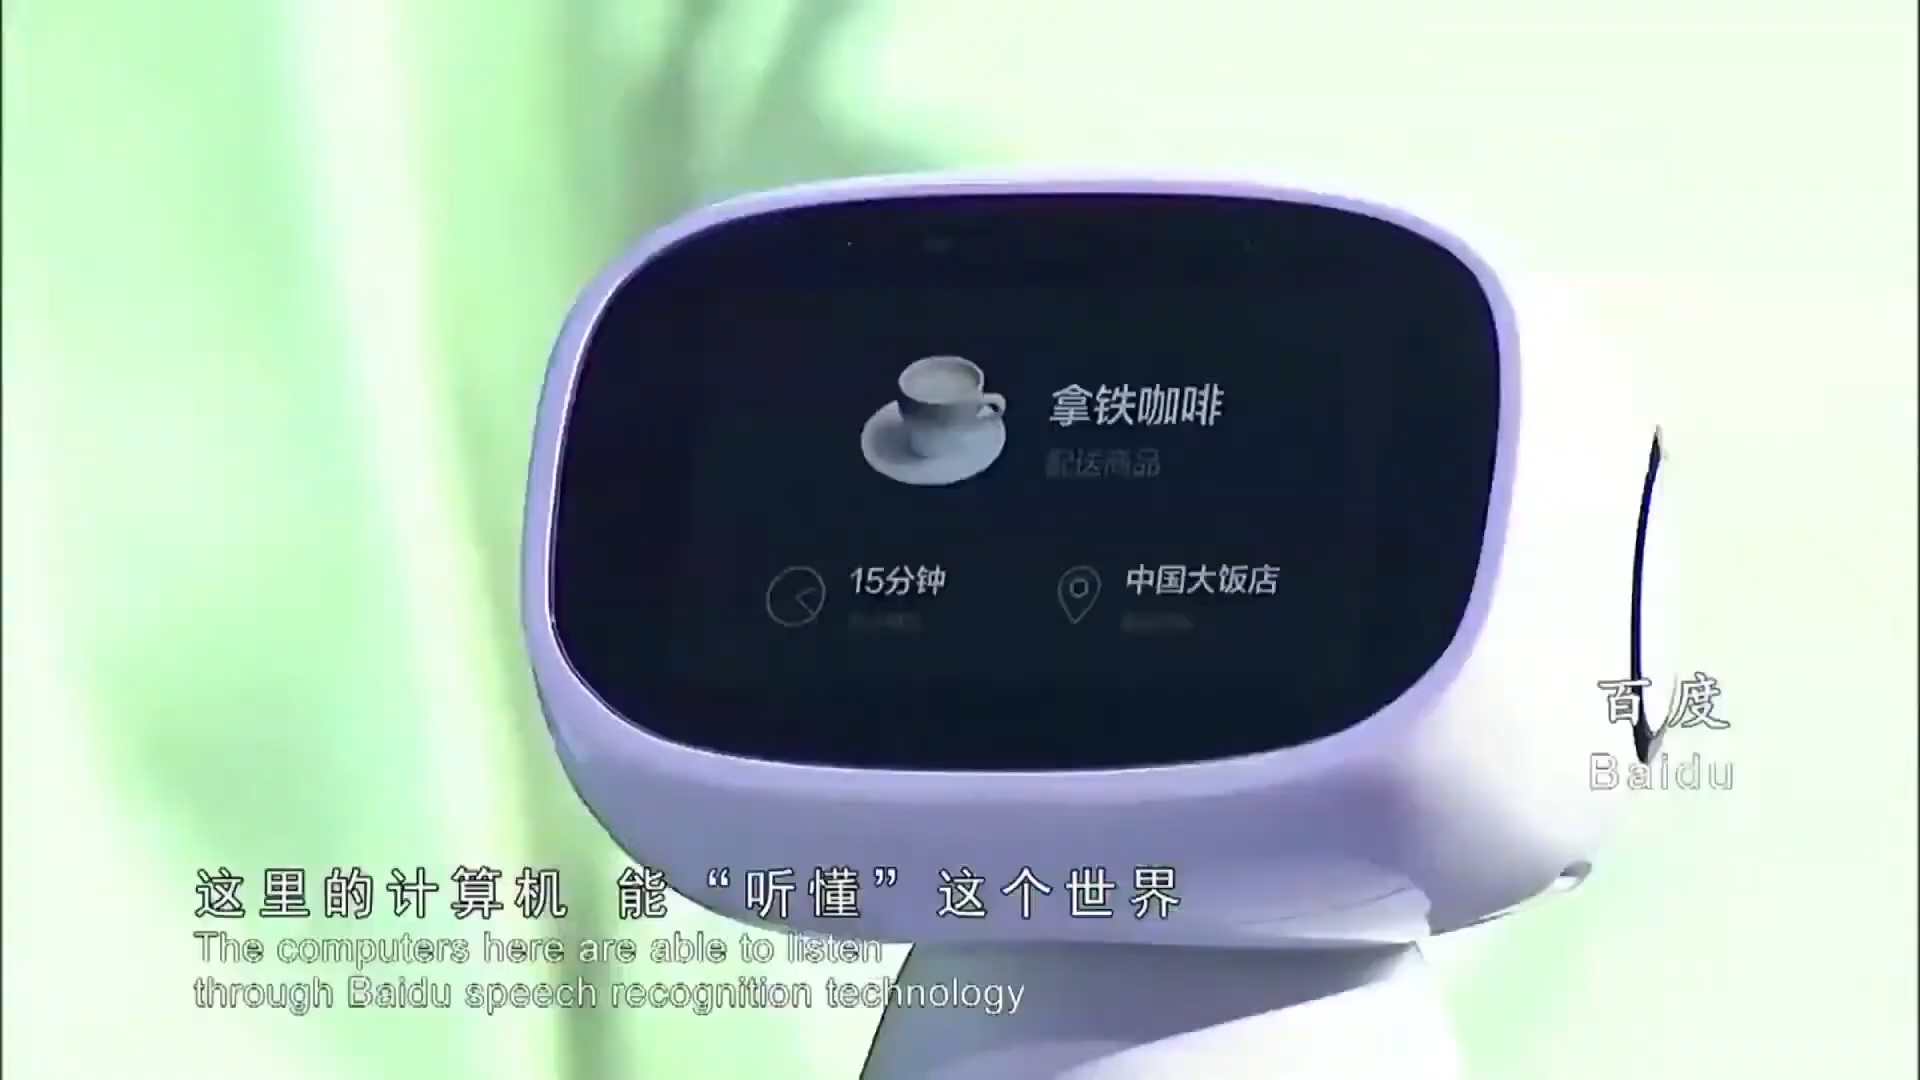 拿铁咖啡
配送商品
15分钟
中国大饭店
百度
Baidu
这里的计算机 能“听懂”这个世界
The computers here are able to listen
through Baidu speech recognition technology